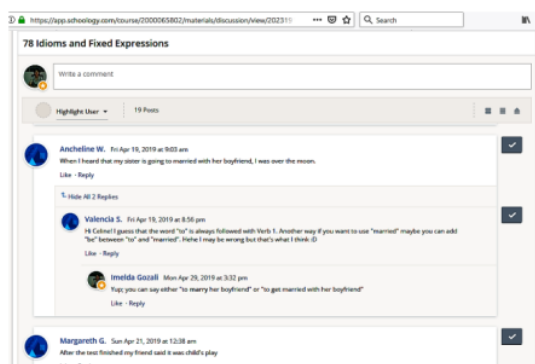 https://app.schoology.com/course/2000065802/materials/discussion/view/202311
Search
78 Idioms and Fixed Expressions
Write a comment
Highlight User
19 Posts
Ancheline W. Fri Apr 19, 2019 at 9:03 am
When I heard that my sister is going to married with her boyfriend, I was over the moon.
Like · Reply
Hide All 2 Replies
Valencia S. Fri Apr 19, 2019 at 8:56 pm
Hi Celine! I guess that the word "to" is always followed with Verb 1. Another way if you want to use "married" maybe you can add
"be" between "to" and "married". Hehe I may be wrong but that's what I think :D
Like · Reply
Imelda Gozali Mon Apr 29, 2019 at 3:32 pm
Yup; you can say either "to marry her boyfriend" or "to get married with her boyfriend"
Like · Reply
Margareth G. Sun Apr 21, 2019 at 12:38 am
After the test finished my friend said it was child's play